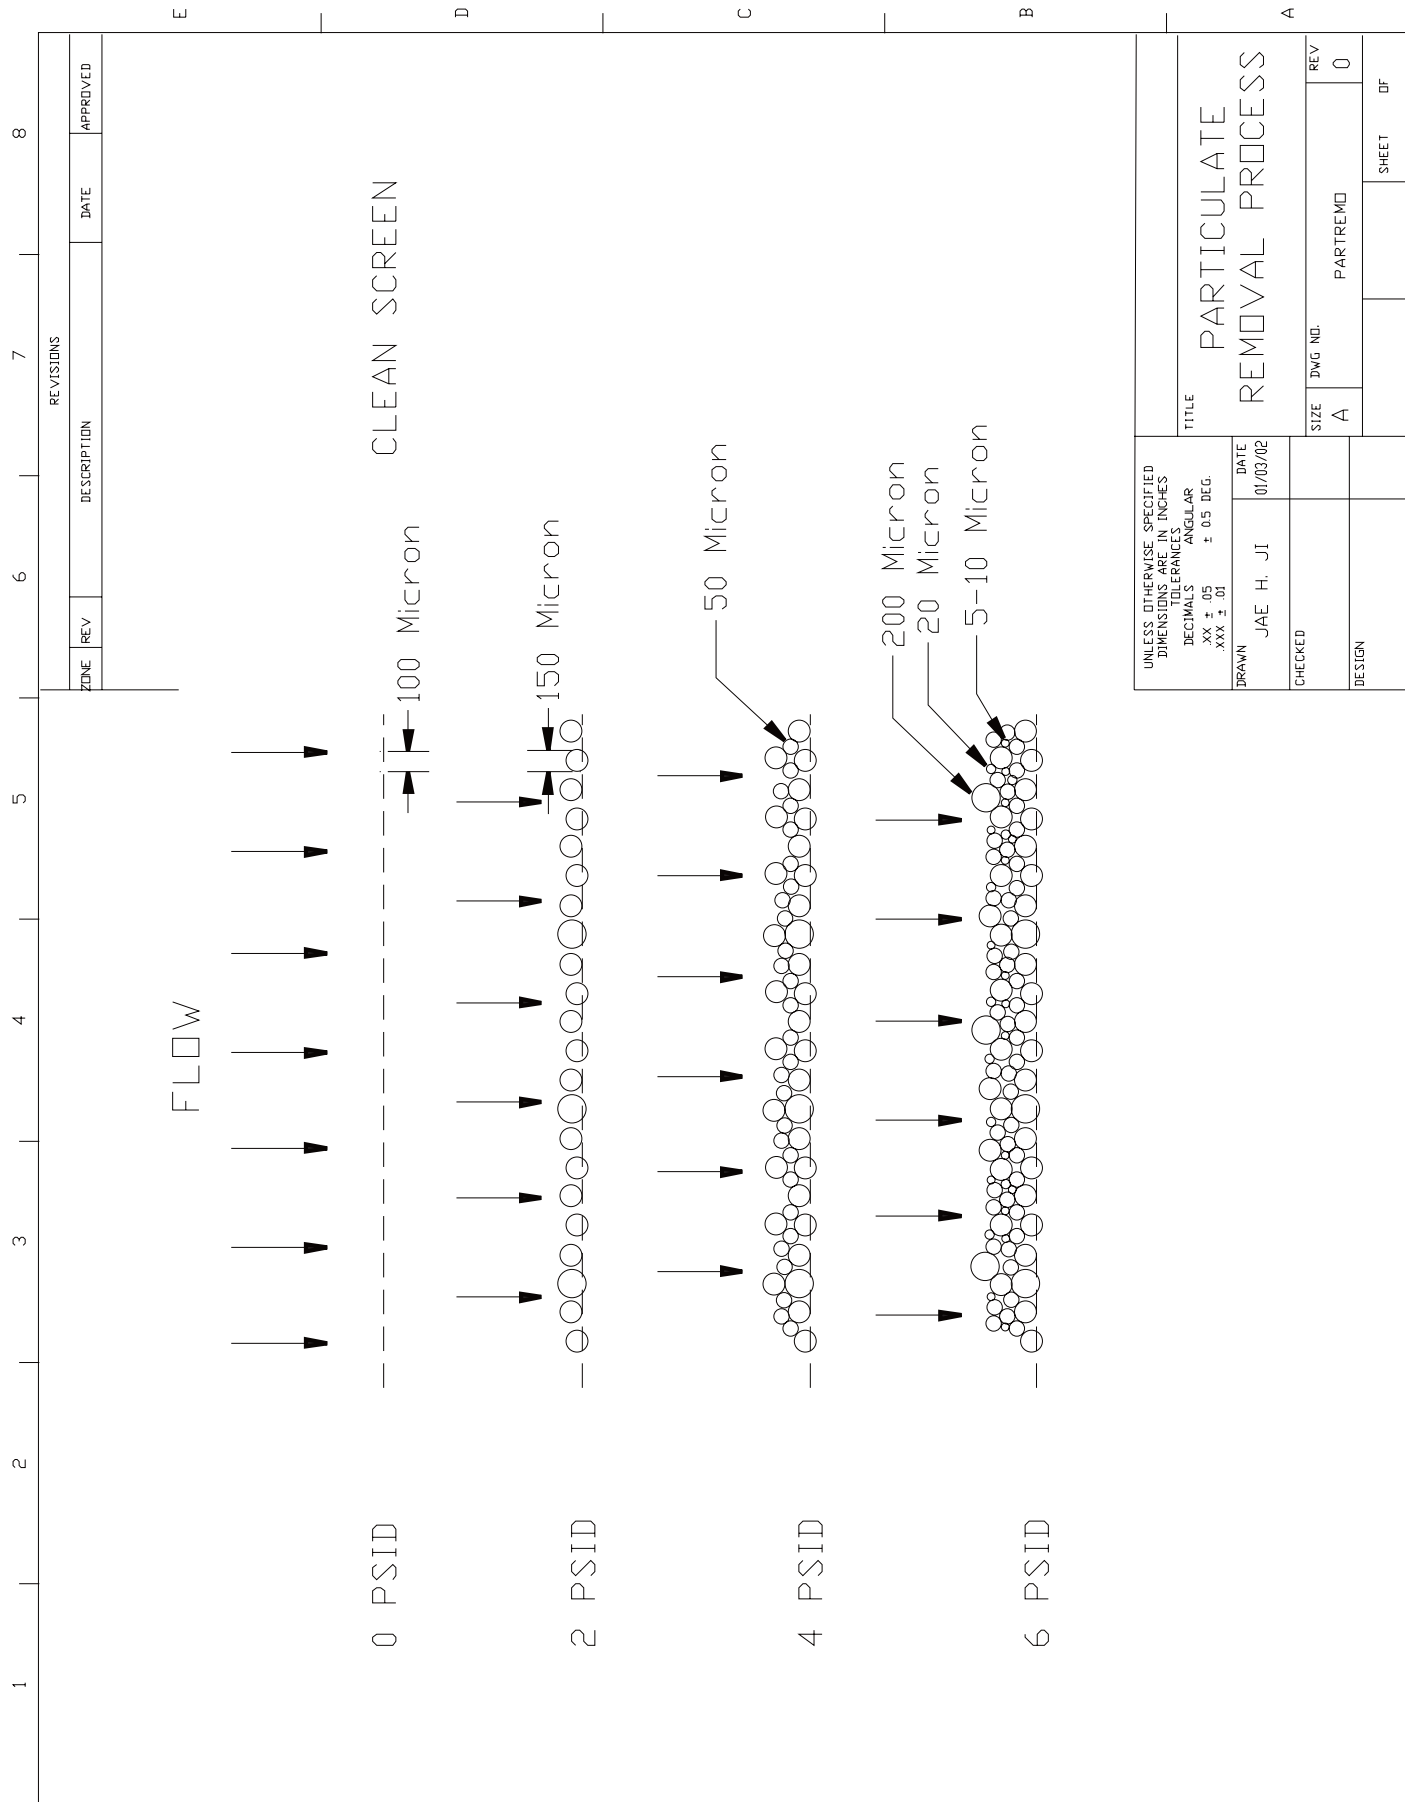 1 2 3 4 5 6 7 8
E
D
C
B
A
REVISIONS
ZONE REV DESCRIPTION DATE APPROVED
FLOW
0 PSID
CLEAN SCREEN
100 Micron
2 PSID
150 Micron
4 PSID
50 Micron
6 PSID
200 Micron
20 Micron
5-10 Micron
UNLESS OTHERWISE SPECIFIED
DIMENSIONS ARE IN INCHES
TOLERANCES
DECIMALS ANGULAR
.XX ± .05 ± 0.5 DEG.
.XXX ± .01
DRAWN
JAE H. JI
DATE
01/03/02
CHECKED
DESIGN
TITLE
PARTICULATE
REMOVAL PROCESS
SIZE
A
DWG NO.
PARTREMO
REV
0
SHEET OF